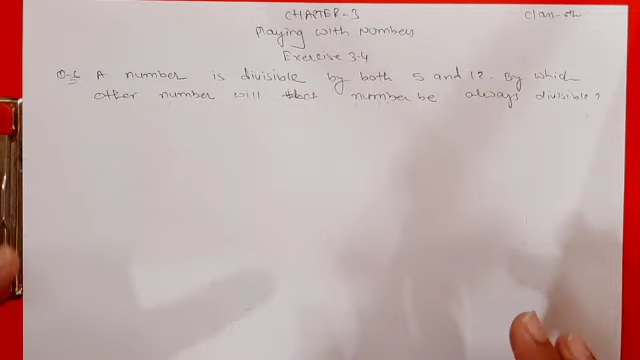 CHAPTER-3
Class-6th
Playing with Numbers
Exercise 3.4
Q-1 A number is divisible by both 5 and 12. By which
other number will that number be always divisible?